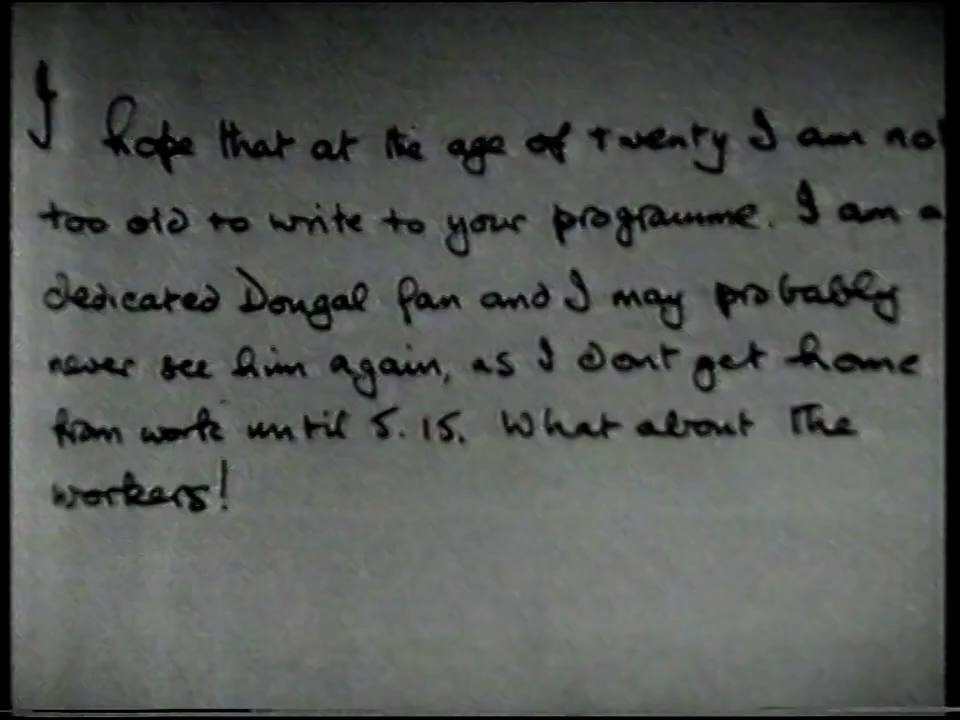 I hope that at the age of twenty I am no
too old to write to your programme. I am a
dedicated Dougal fan and I may probably
never see him again, as I dont get home
from work until 5.15. What about the
workers!